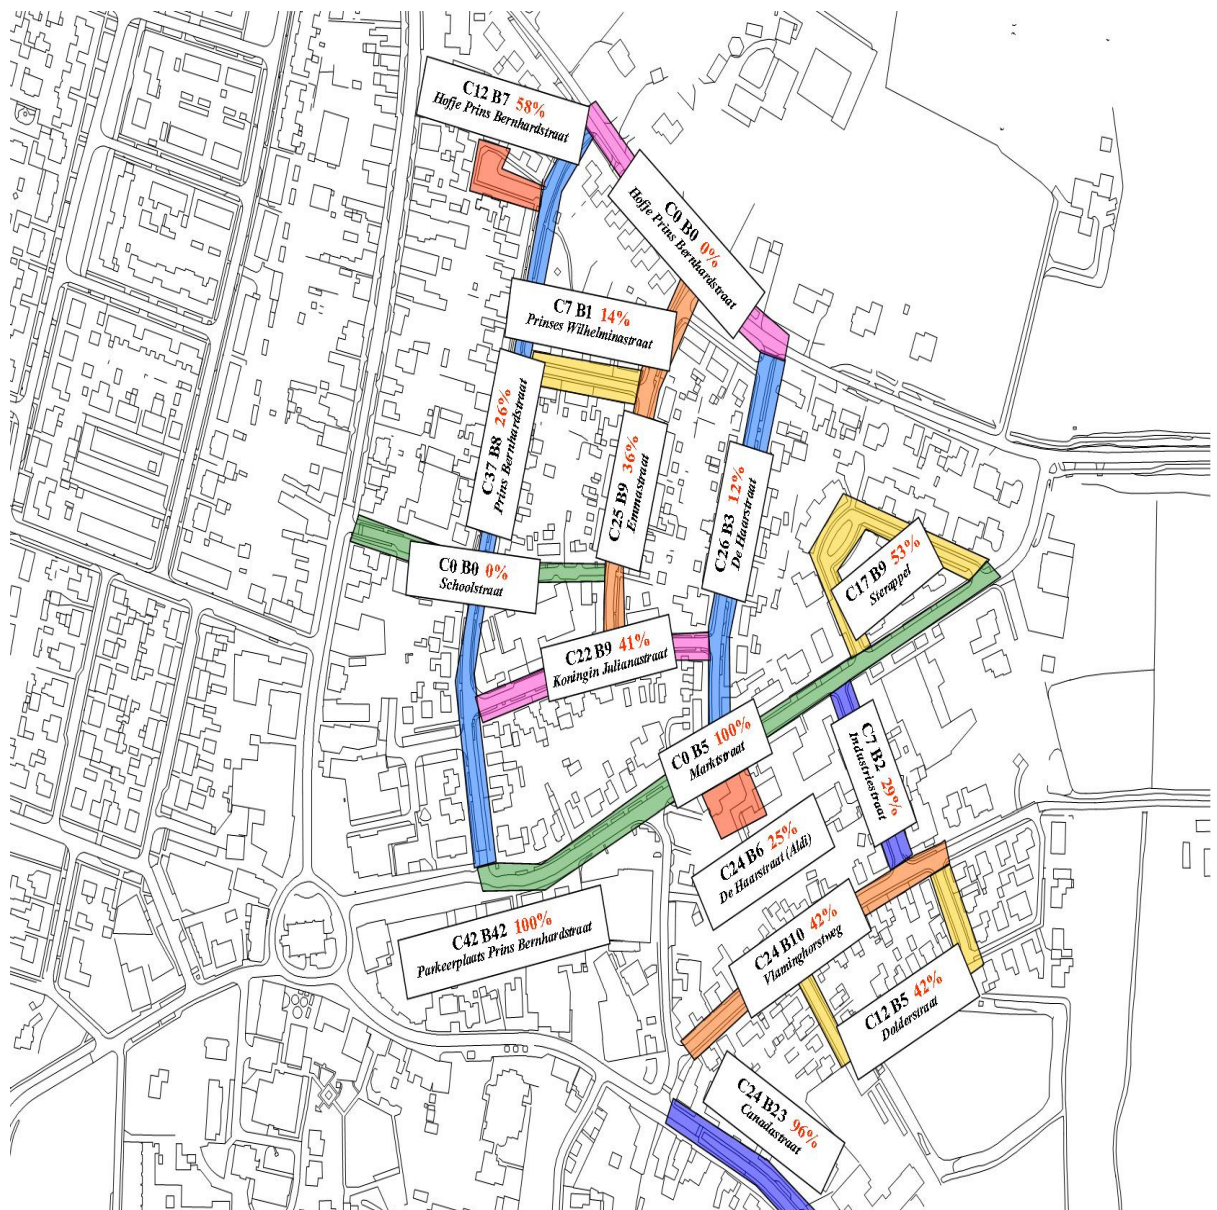 C12 B7 58%
Hofje Prins Bernhardstraat
C0 B0 0%
Hofje Prins Bernhardstraat
C7 B1 14%
Prinses Wilhelminastraat
C37 B8 26%
Prins Bernhardstraat
C25 B9 36%
Emmastraat
C26 B3 12%
De Haarstraat
C0 B0 0%
Schoolstraat
C17 B9 53%
Sterappel
C22 B9 41%
Koningin Julianastraat
C0 B5 100%
Marktstraat
C7 B2 29%
Industriestraat
C24 B6 25%
De Haarstraat (Aldi)
C42 B42 100%
Parkeerplaats Prins Bernhardstraat
C24 B10 42%
Vlaminghorstweg
C12 B5 42%
Dolderstraat
C24 B23 96%
Canadastraat